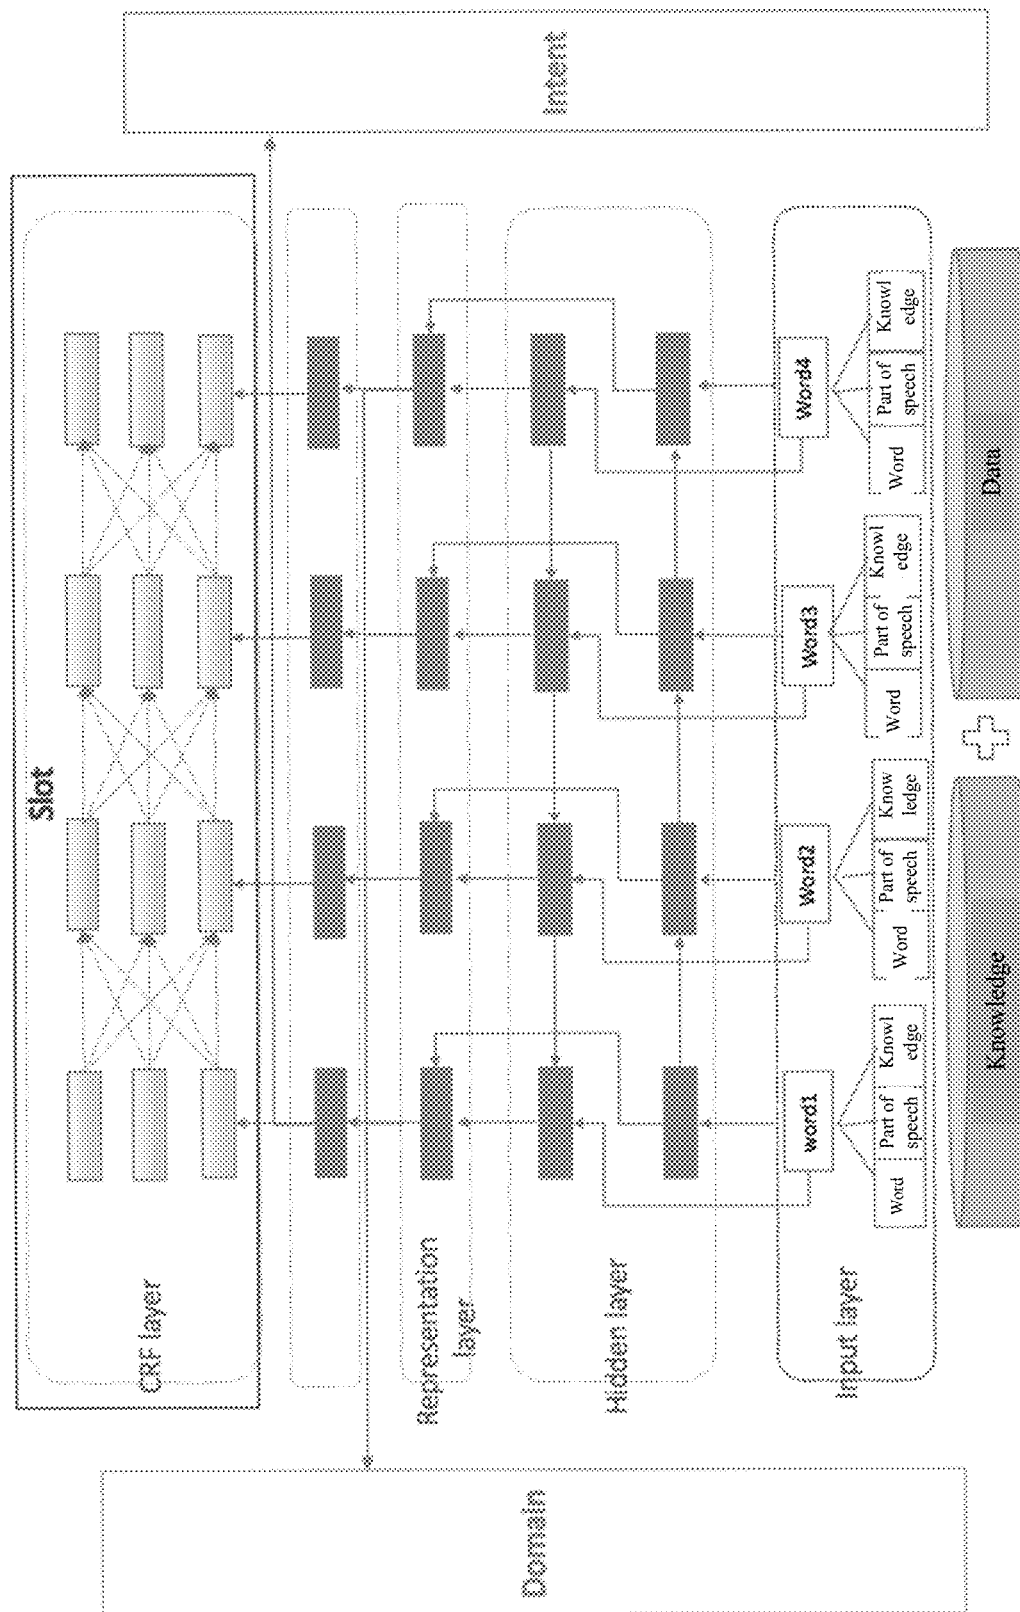 Slot
CRF layer
Representation
layer
Hidden layer
Input layer
Domain
Intent
word1
Word2
Word3
Word4
Word
Part of
speech
Knowl
edge
Word
Part of
speech
Know
ledge
Word
Part of
speech
Knowl
edge
Word
Part of
speech
Knowl
edge
Knowledge
Data